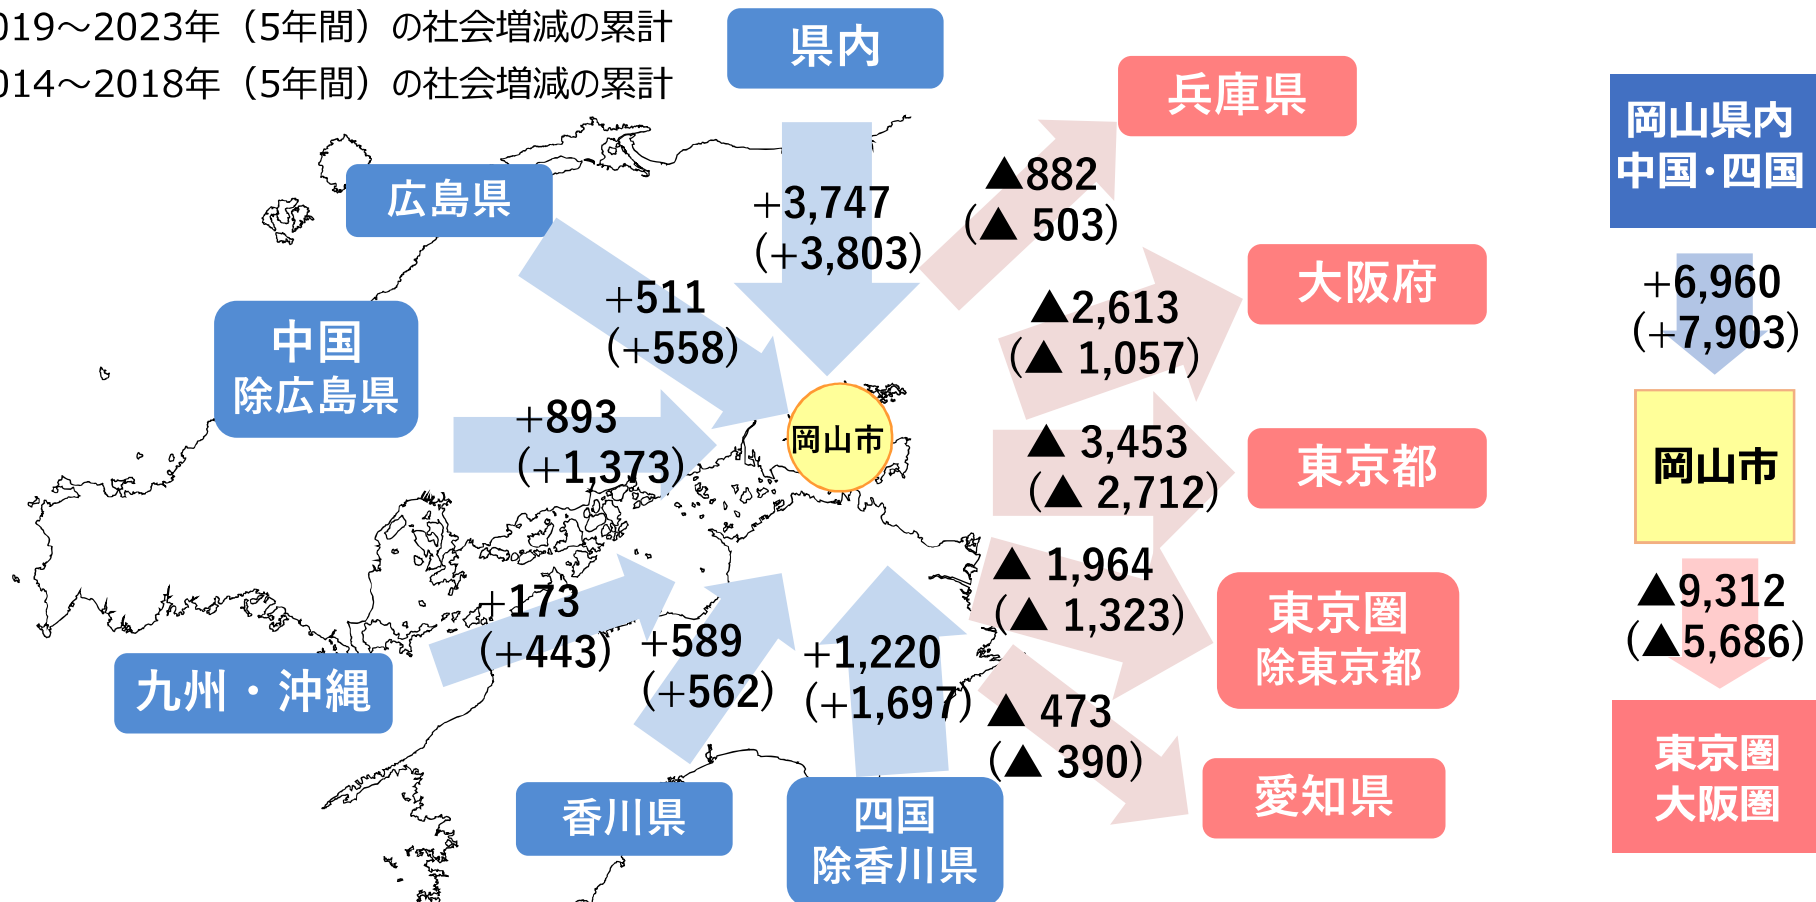 019～2023年（5年間）の社会増減の累計
014～2018年（5年間）の社会増減の累計
県内
兵庫県
広島県
+3,747
(+3,803)
▲882
(▲ 503)
大阪府
+511
(+558)
▲2,613
(▲ 1,057)
中国
除広島県
+893
(+1,373)
岡山市
▲ 3,453
(▲ 2,712)
東京都
▲ 1,964
(▲ 1,323)
東京圏
除東京都
+173
(+443)
九州・沖縄
+589
(+562)
+1,220
(+1,697)
▲ 473
(▲ 390)
愛知県
香川県
四国
除香川県
岡山県内
中国・四国
+6,960
(+7,903)
岡山市
▲9,312
(▲5,686)
東京圏
大阪圏